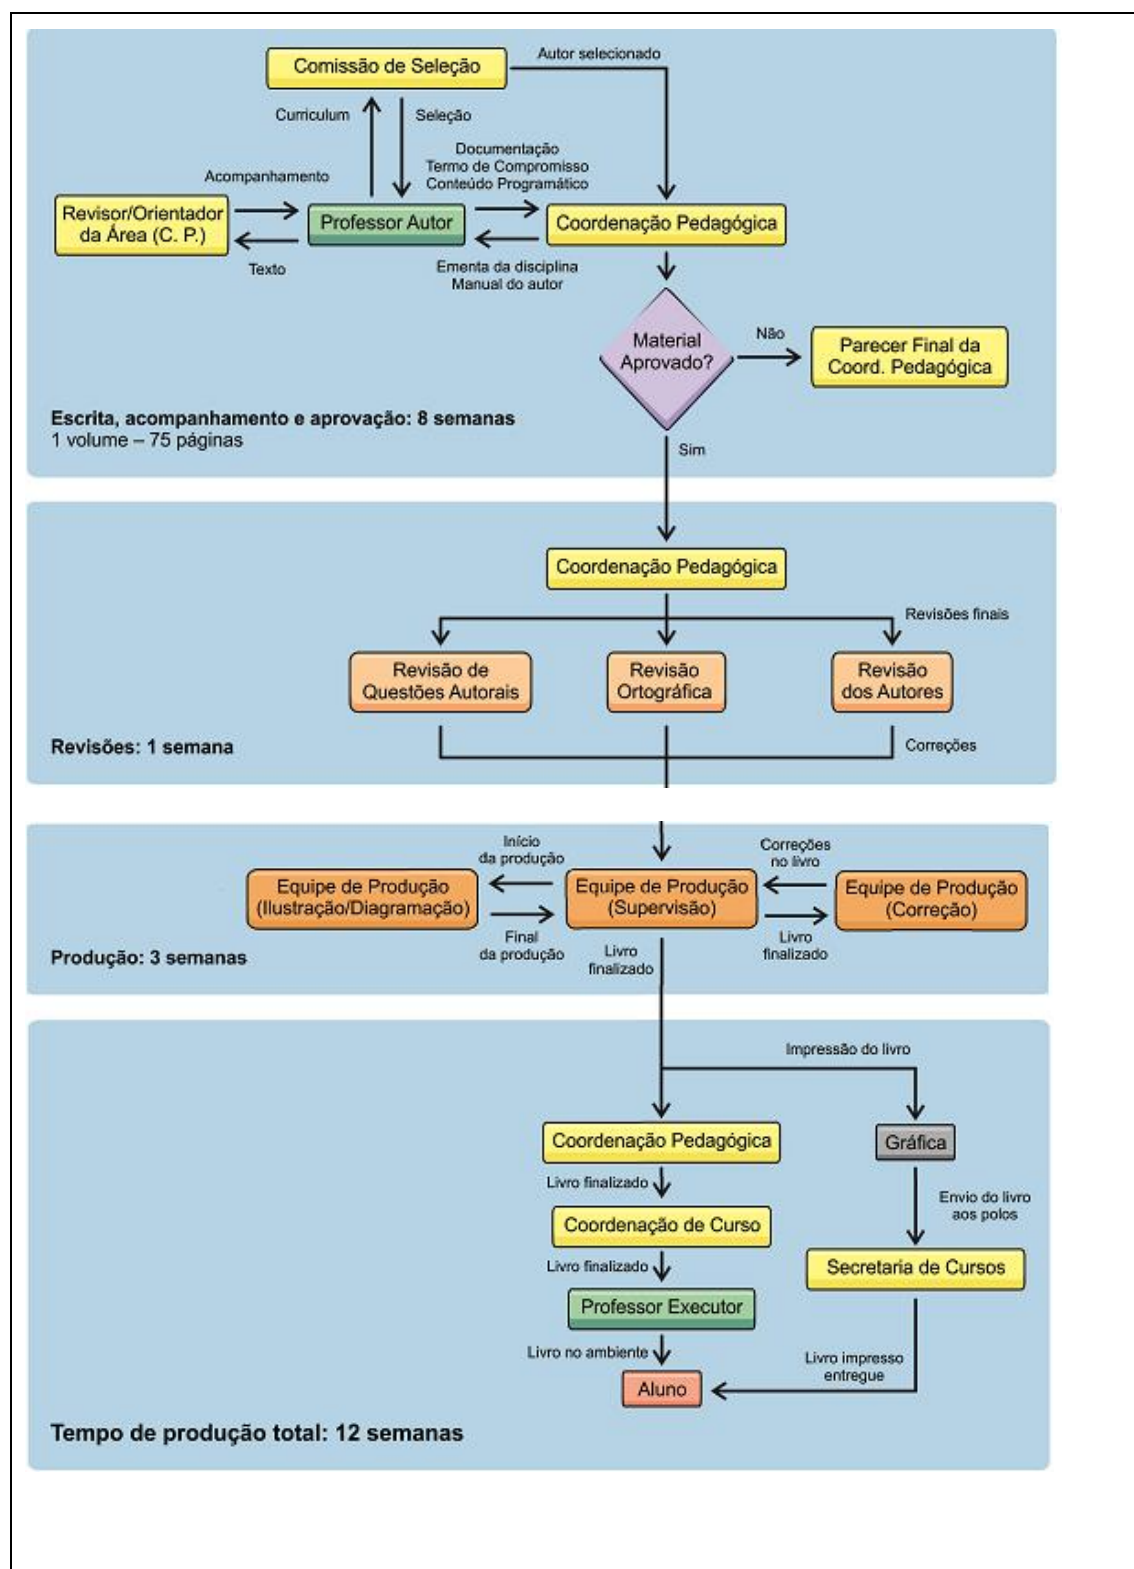 Comissão de Seleção
Autor selecionado
Curriculum
Seleção
Documentação
Termo de Compromisso
Conteúdo Programático
Acompanhamento
Revisor/Orientador
da Área (C. P.)
Professor Autor
Coordenação Pedagógica
Texto
Ementa da disciplina
Manual do autor
Material
Aprovado?
Não
Parecer Final da
Coord. Pedagógica
Escrita, acompanhamento e aprovação: 8 semanas
1 volume – 75 páginas
Sim
Coordenação Pedagógica
Revisões finais
Revisão de
Questões Autorais
Revisão
Ortográfica
Revisão
dos Autores
Revisões: 1 semana
Correções
Início
da produção
Correções
no livro
Equipe de Produção
(Ilustração/Diagramação)
Equipe de Produção
(Supervisão)
Equipe de Produção
(Correção)
Final
da produção
Livro
finalizado
Livro
finalizado
Produção: 3 semanas
Impressão do livro
Coordenação Pedagógica
Gráfica
Livro finalizado
Envio do livro
aos polos
Coordenação de Curso
Livro finalizado
Secretaria de Cursos
Professor Executor
Livro no ambiente
Livro impresso
entregue
Aluno
Tempo de produção total: 12 semanas